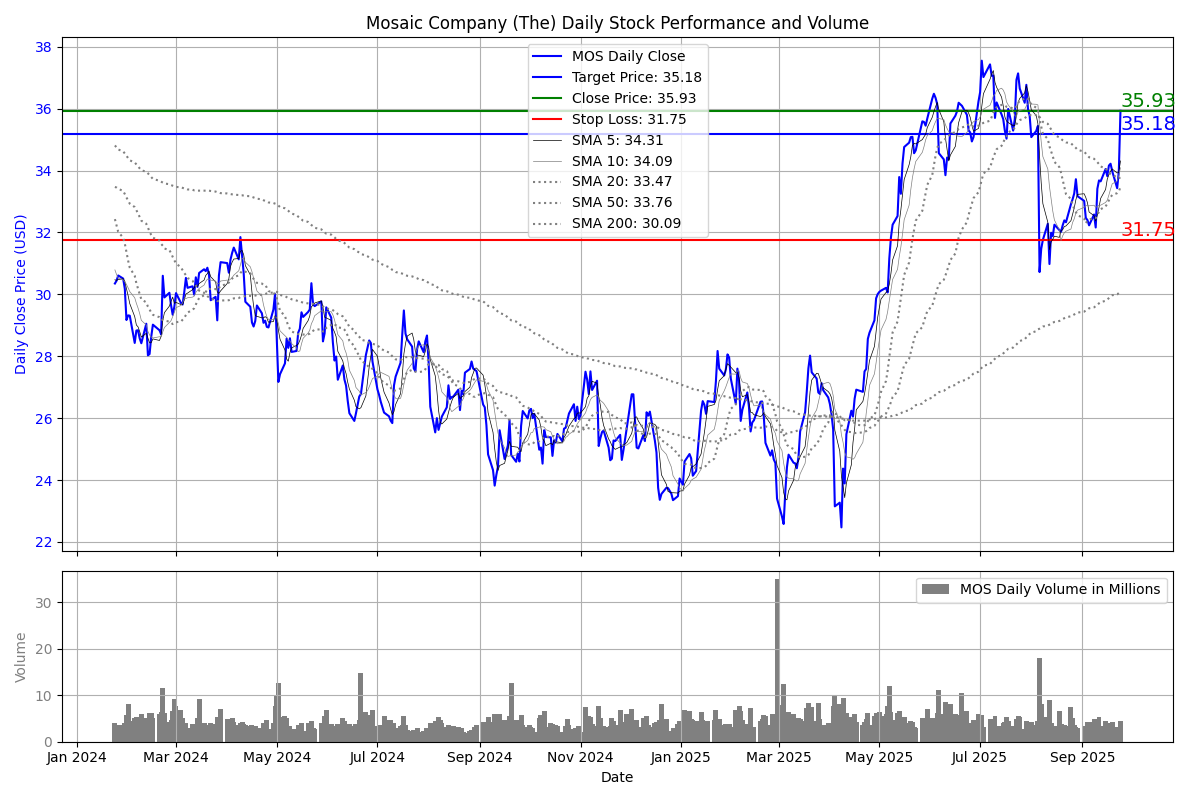 Mosaic Company (The) Daily Stock Performance and Volume
38
36
34
32
30
28
26
24
22
Daily Close Price (USD)
MOS Daily Close
Target Price: 35.18
Close Price: 35.93
Stop Loss: 31.75
SMA 5: 34.31
SMA 10: 34.09
SMA 20: 33.47
SMA 50: 33.76
SMA 200: 30.09
35.93
35.18
31.75
30
20
10
0
Volume
MOS Daily Volume in Millions
Jan 2024 Mar 2024 May 2024 Jul 2024 Sep 2024 Nov 2024 Jan 2025 Mar 2025 May 2025 Jul 2025 Sep 2025
Date